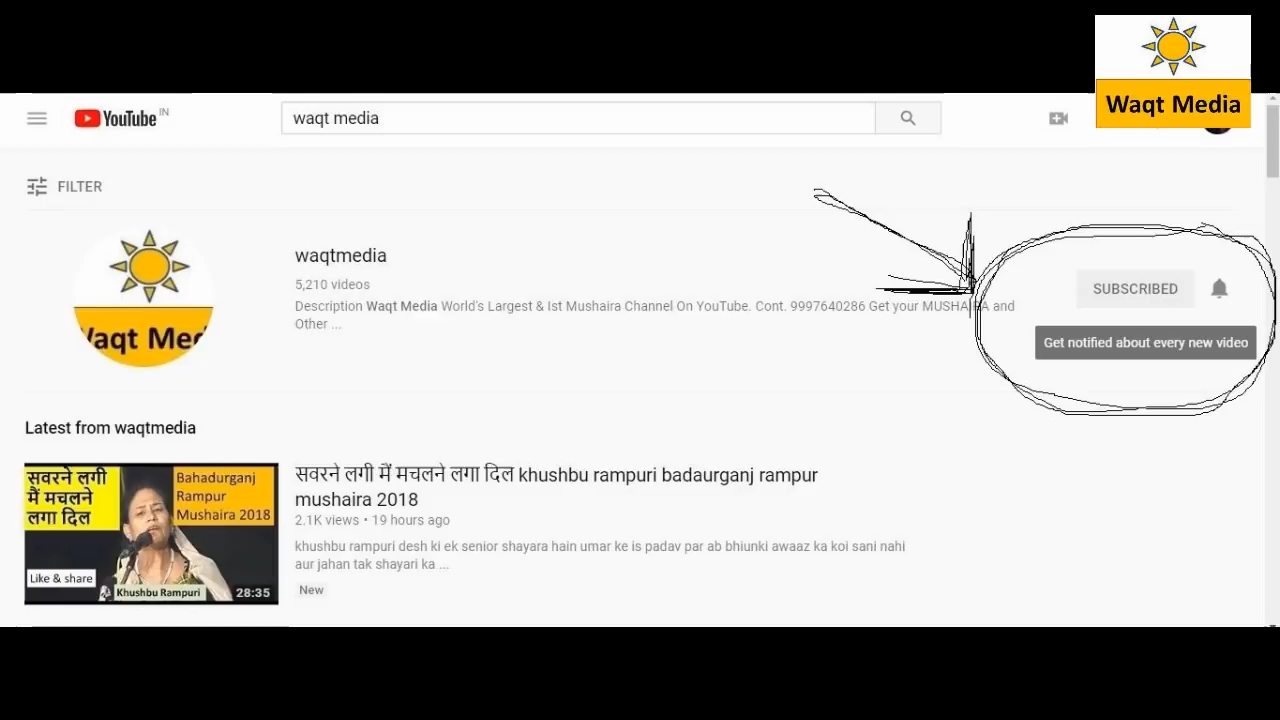 Waqt Media
YouTube IN
waqt media
FILTER
waqtmedia
5,210 videos
Description Waqt Media World's Largest & Ist Mushaira Channel On YouTube. Cont. 9997640286 Get your MUSHAIRA and
Other ...
SUBSCRIBED
Get notified about every new video
Waqt Med
Latest from waqtmedia
सवरने लगी
मैं मचलने
लगा दिल
Bahadurganj
Rampur
Mushaira 2018
Like & share
Khushbu Rampuri
28:35
सवरने लगी मैं मचलने लगा दिल khushbu rampuri badaurganj rampur
mushaira 2018
2.1K views • 19 hours ago
khushbu rampuri desh ki ek senior shayara hain umar ke is padav par ab bhiunki awaaz ka koi sani nahi
aur jahan tak shayari ka ...
New